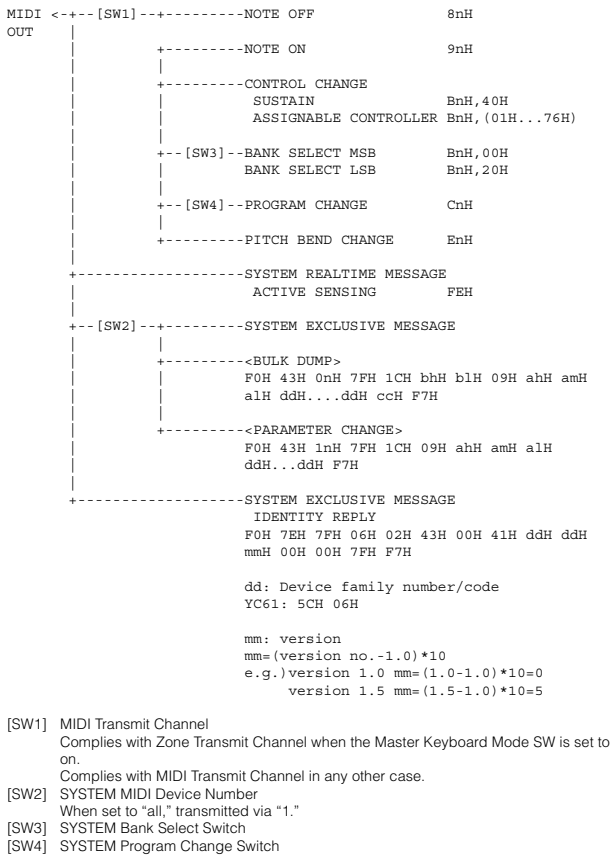 MIDI <-+--[SW1]--+---------NOTE OFF 8nH
OUT |
| +---------NOTE ON 9nH
| |
| +---------CONTROL CHANGE
| | SUSTAIN BnH,40H
| | ASSIGNABLE CONTROLLER BnH,(01H...76H)
| |
| +--[SW3]--BANK SELECT MSB BnH,00H
| | BANK SELECT LSB BnH,20H
| |
| +--[SW4]--PROGRAM CHANGE CnH
| |
| +---------PITCH BEND CHANGE EnH
|
+-------------------SYSTEM REALTIME MESSAGE
| ACTIVE SENSING FEH
|
+--[SW2]--+---------SYSTEM EXCLUSIVE MESSAGE
| |
| +---------<BULK DUMP>
| | F0H 43H 0nH 7FH 1CH bhH blH 09H ahH amH
| | alH ddH....ddH ccH F7H
| |
| +---------<PARAMETER CHANGE>
| F0H 43H 1nH 7FH 1CH 09H ahH amH alH
| ddH...ddH F7H
|
+-------------------SYSTEM EXCLUSIVE MESSAGE
IDENTITY REPLY
F0H 7EH 7FH 06H 02H 43H 00H 41H ddH ddH
mmH 00H 00H 7FH F7H
dd: Device family number/code
YC61: 5CH 06H
mm: version
mm=(version no.-1.0)*10
e.g.)version 1.0 mm=(1.0-1.0)*10=0
version 1.5 mm=(1.5-1.0)*10=5
[SW1] MIDI Transmit Channel
Complies with Zone Transmit Channel when the Master Keyboard Mode SW is set to
on.
Complies with MIDI Transmit Channel in any other case.
[SW2] SYSTEM MIDI Device Number
When set to “all,” transmitted via “1.”
[SW3] SYSTEM Bank Select Switch
[SW4] SYSTEM Program Change Switch